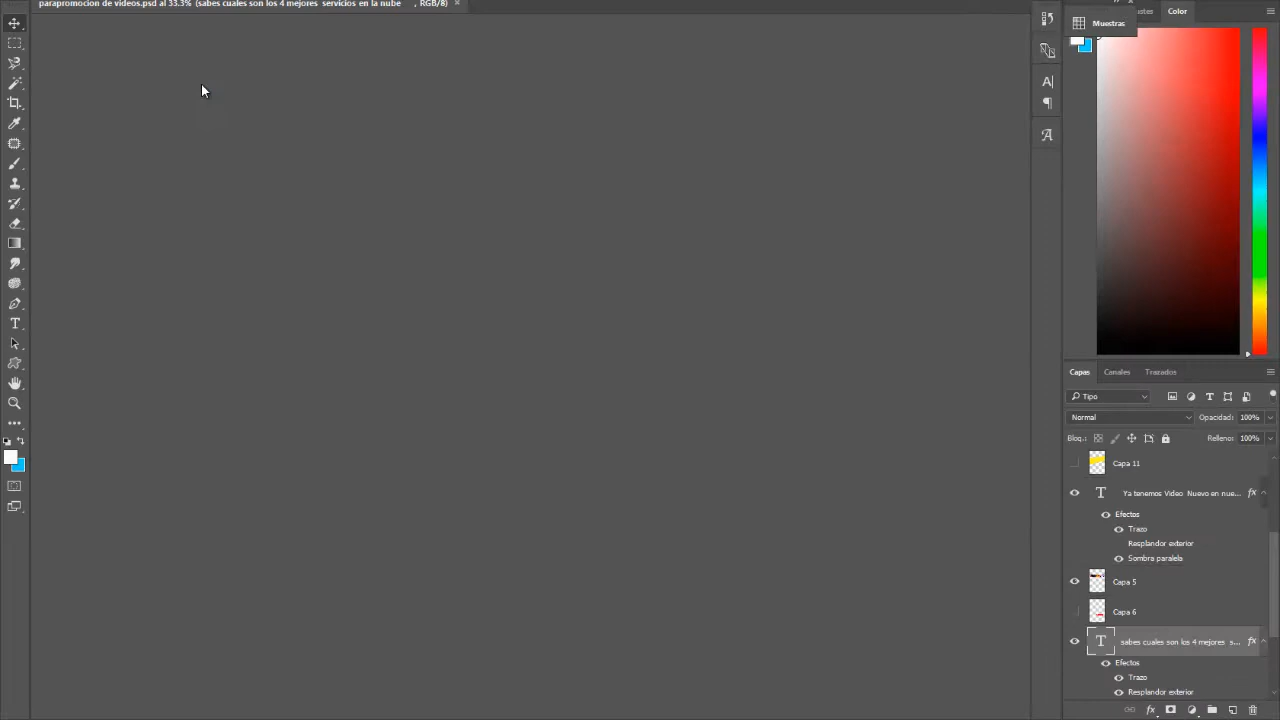 parapromocion de videos.psd al 33.3% (sabes cuales son los 4 mejores servicios en la nube , RGB/8) ×
Color
Muestras
Capas Canales Trazados
Tipo
Normal Opacidad: 100%
Bloq.: Relleno: 100%
Capa 11
T Ya tenemos Video Nuevo en nue... fx
Efectos
Trazo
Resplandor exterior
Sombra paralela
Capa 5
Capa 6
T sabes cuales son los 4 mejores s... fx
Efectos
Trazo
Resplandor exterior
fx